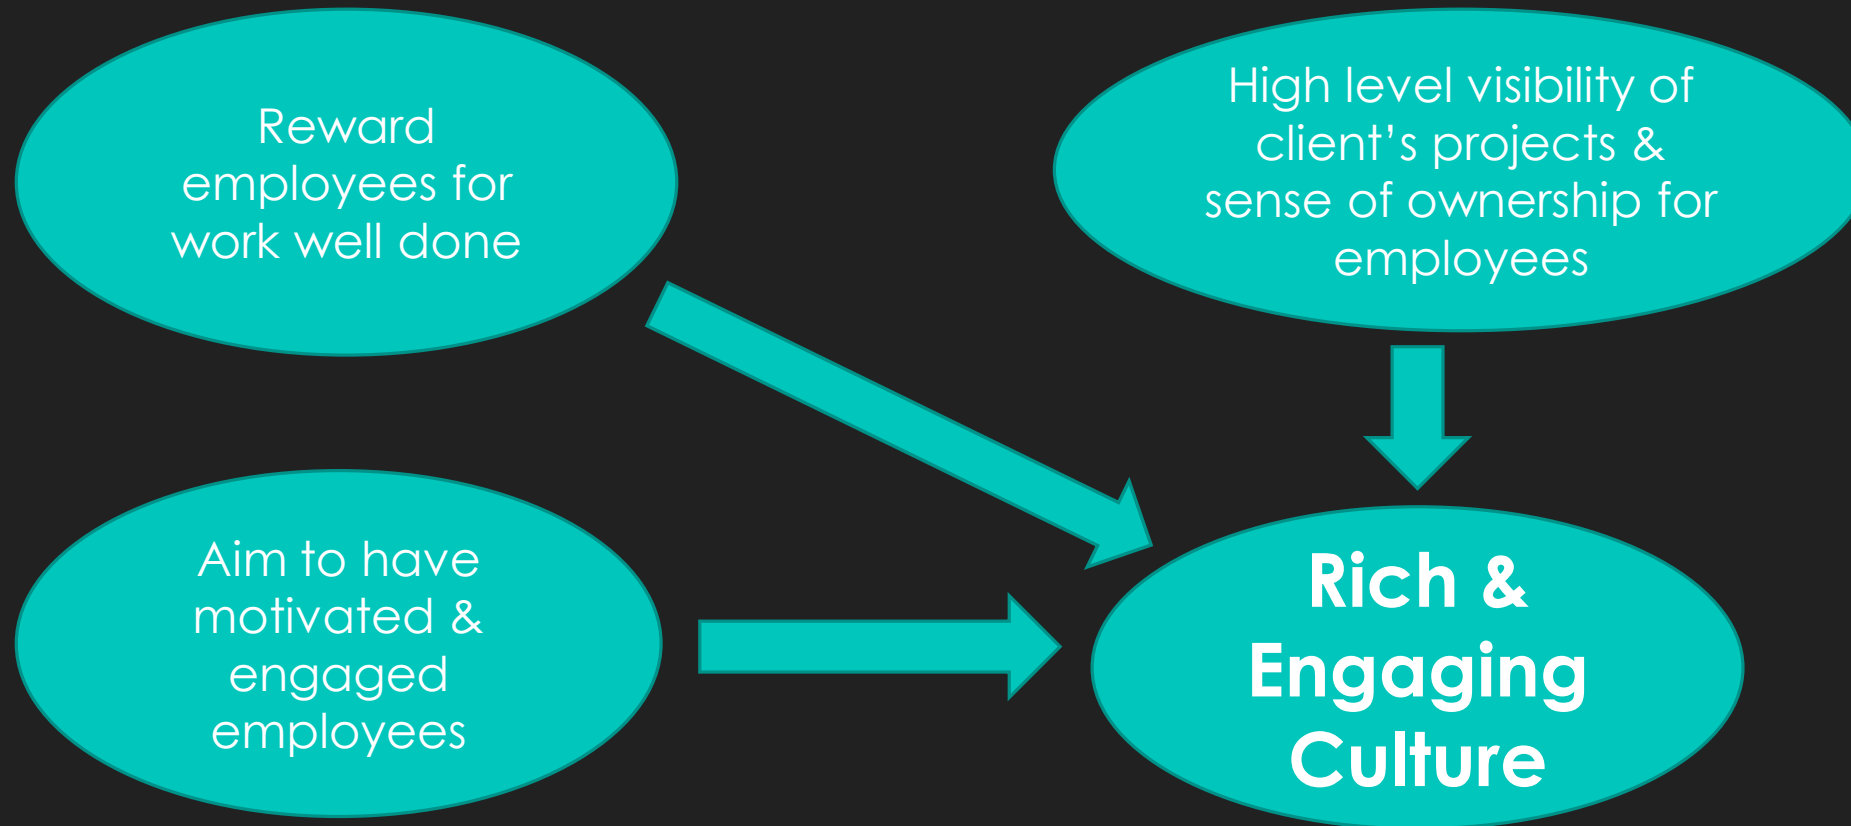 Reward
employees for
work well done
High level visibility of
client’s projects &
sense of ownership for
employees
Aim to have
motivated &
engaged
employees
Rich &
Engaging
Culture